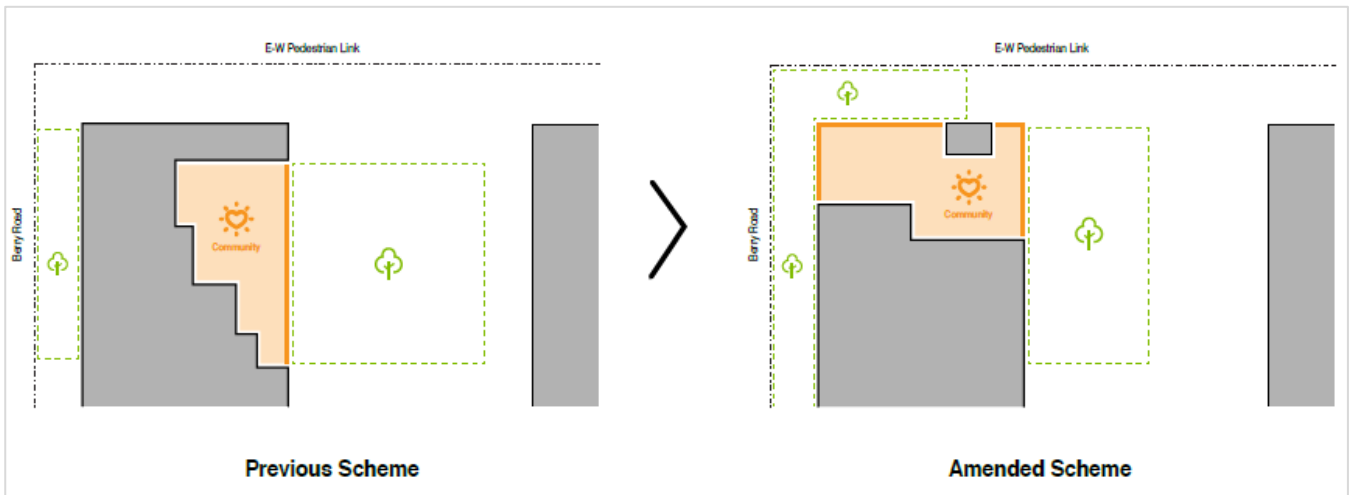 E-W Pedestrian Link
Berry Road
Community
Previous Scheme
E-W Pedestrian Link
Berry Road
Community
Amended Scheme